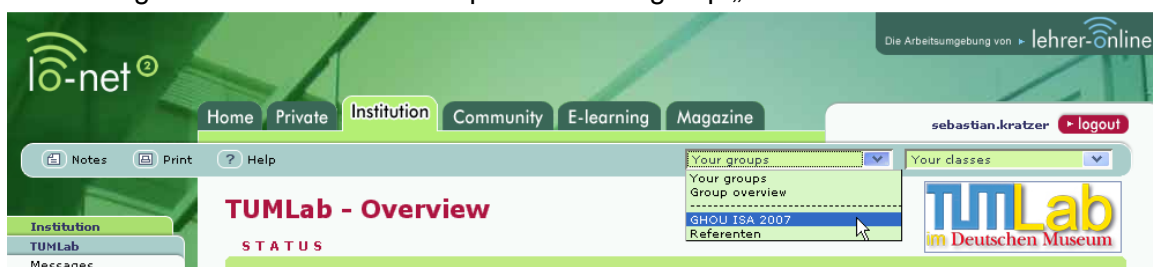 Die Arbeitsumgebung von lehrer-online
lo-net²
Home Private Institution Community E-learning Magazine
sebastian.kratzer logout
Notes Print ? Help Your groups Your classes
Your groups
Group overview
GHOU ISA 2007
Referenten
TUMLab - Overview
STATUS
TUMLab
im Deutschen Museum
Institution
TUMLab
Messages